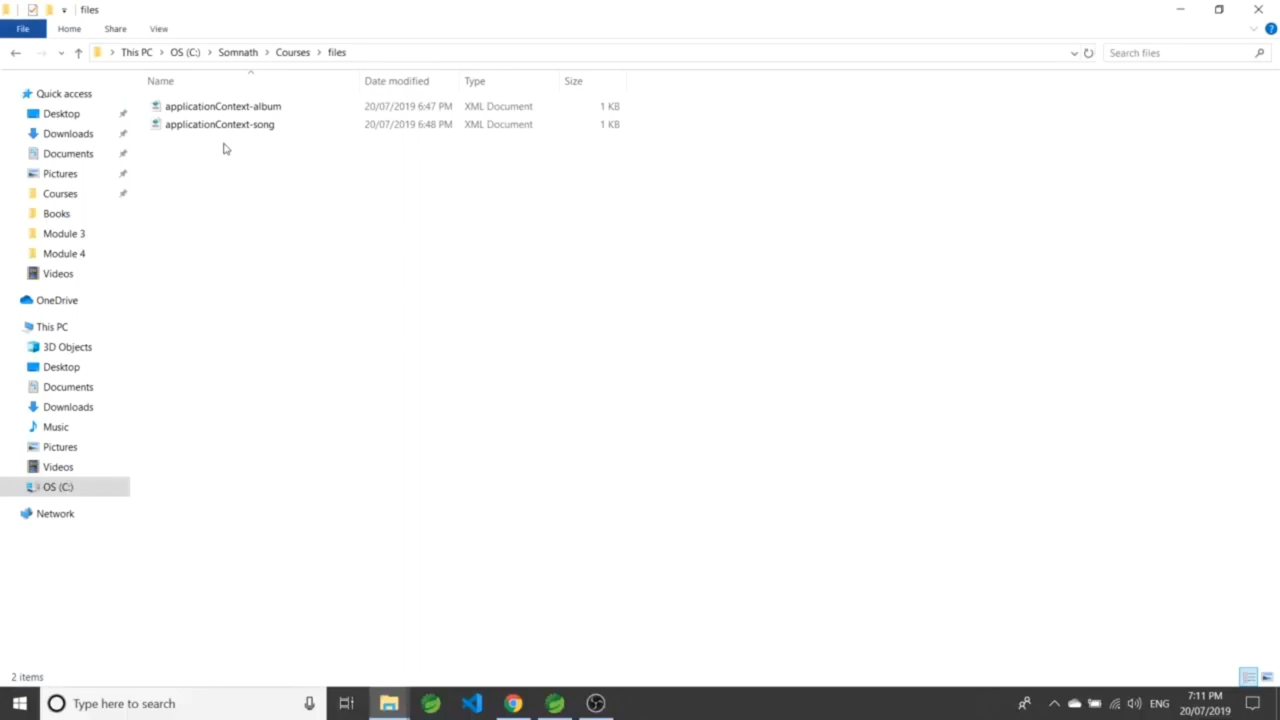 files
File Home Share View
This PC OS (C:) Somnath Courses files Search files
Name Date modified Type Size
applicationContext-album 20/07/2019 6:47 PM XML Document 1 KB
applicationContext-song 20/07/2019 6:48 PM XML Document 1 KB
Quick access
Desktop
Downloads
Documents
Pictures
Courses
Books
Module 3
Module 4
Videos
OneDrive
This PC
3D Objects
Desktop
Documents
Downloads
Music
Pictures
Videos
OS (C:)
Network
2 items
Type here to search ENG 7:11 PM
20/07/2019